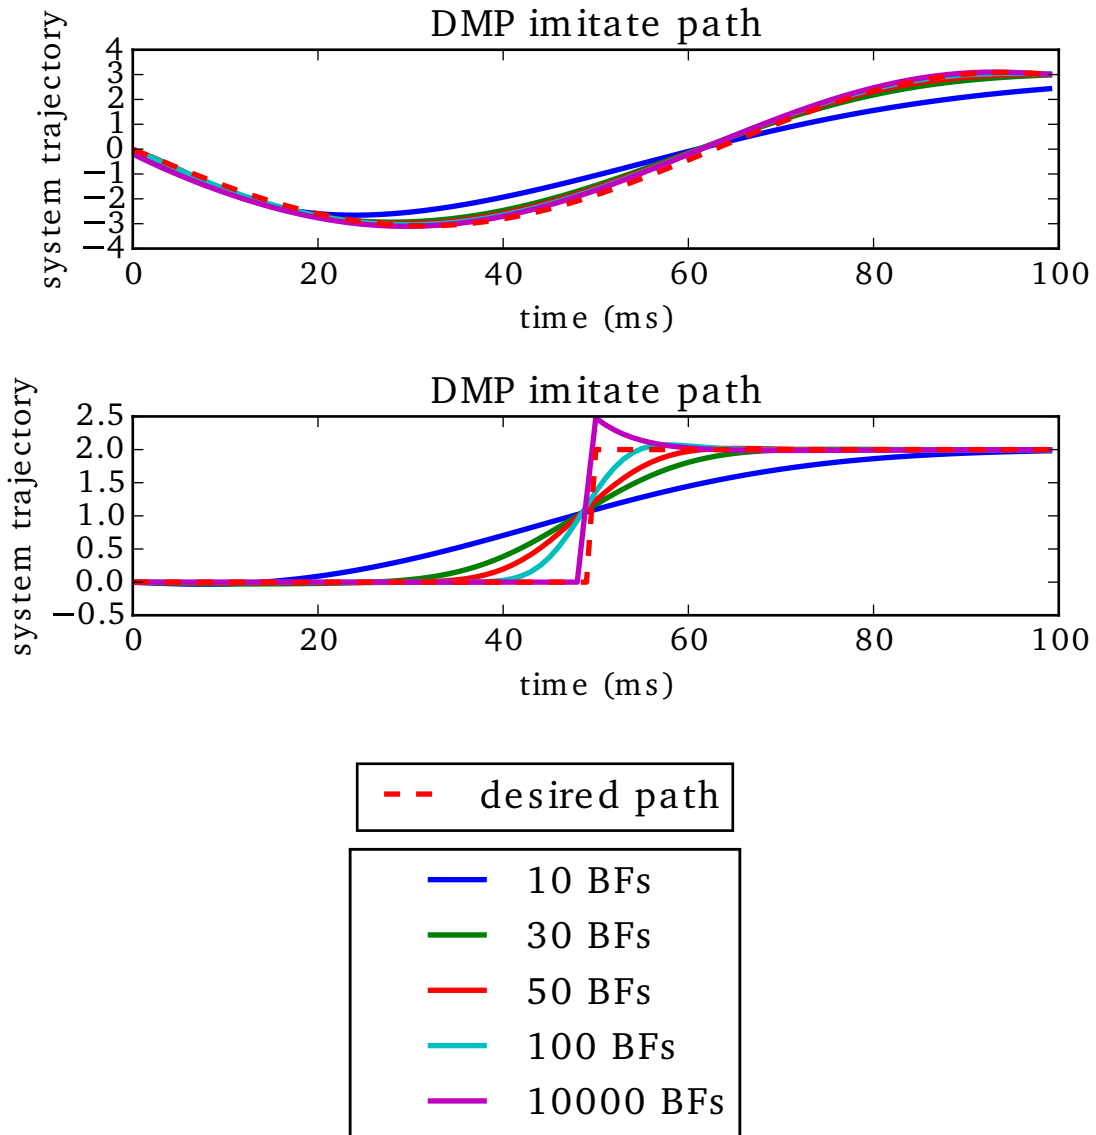 DMP imitate path
system trajectory
4
3
2
1
0
−1
−2
−3
−4
0 20 40 60 80 100
time (ms)
DMP imitate path
system trajectory
2.5
2.0
1.5
1.0
0.5
0.0
−0.5
0 20 40 60 80 100
time (ms)
desired path
10 BFs
30 BFs
50 BFs
100 BFs
10000 BFs